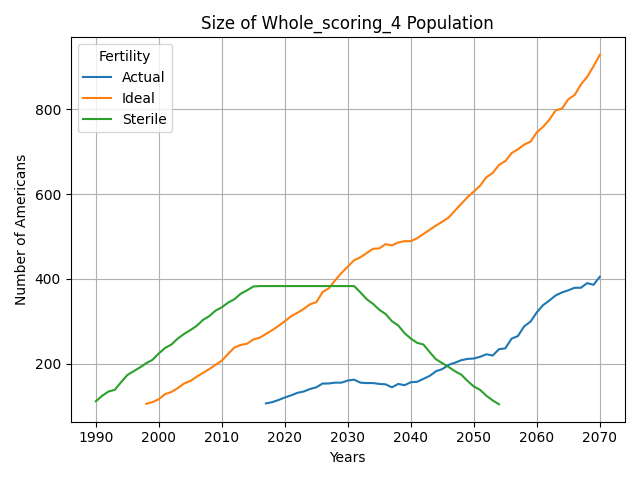 Size of Whole_scoring_4 Population
Fertility
Actual
Ideal
Sterile
Number of Americans
800
600
400
200
1990 2000 2010 2020 2030 2040 2050 2060 2070
Years